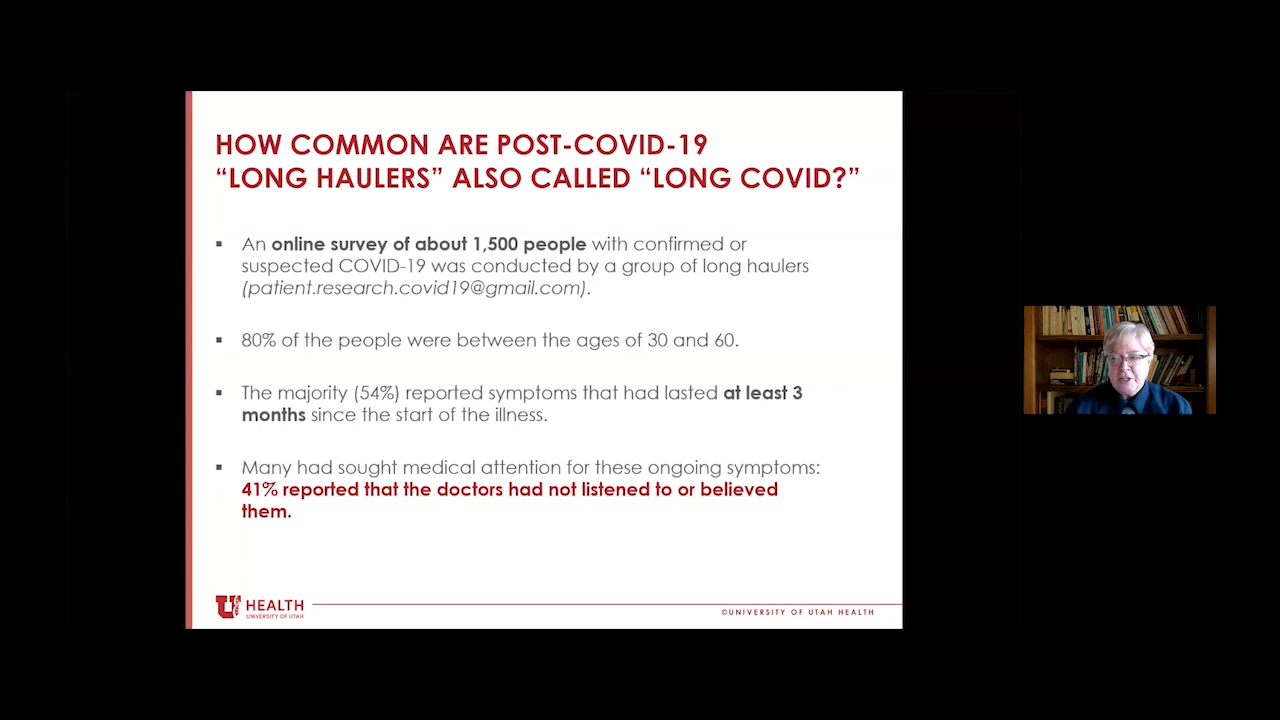 HOW COMMON ARE POST-COVID-19
“LONG HAULERS” ALSO CALLED “LONG COVID?”
▪ An online survey of about 1,500 people with confirmed or
suspected COVID-19 was conducted by a group of long haulers
(patient.research.covid19@gmail.com).
▪ 80% of the people were between the ages of 30 and 60.
▪ The majority (54%) reported symptoms that had lasted at least 3
months since the start of the illness.
▪ Many had sought medical attention for these ongoing symptoms:
41% reported that the doctors had not listened to or believed
them.
U HEALTH
UNIVERSITY OF UTAH
©UNIVERSITY OF UTAH HEALTH